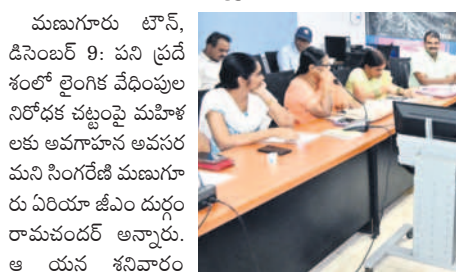 మణుగూరు టౌన్,
డిసెంబర్ 9: పని ప్రదే
శంలో లైంగిక వేధింపుల
నిరోధక చట్టంపై మహిళ
లకు అవగాహన అవసర
మని సింగరేణి మణుగూ
రు ఏరియా జీఎం దుర్గం
రామచందర్ అన్నారు.
ఆ యన శనివారం